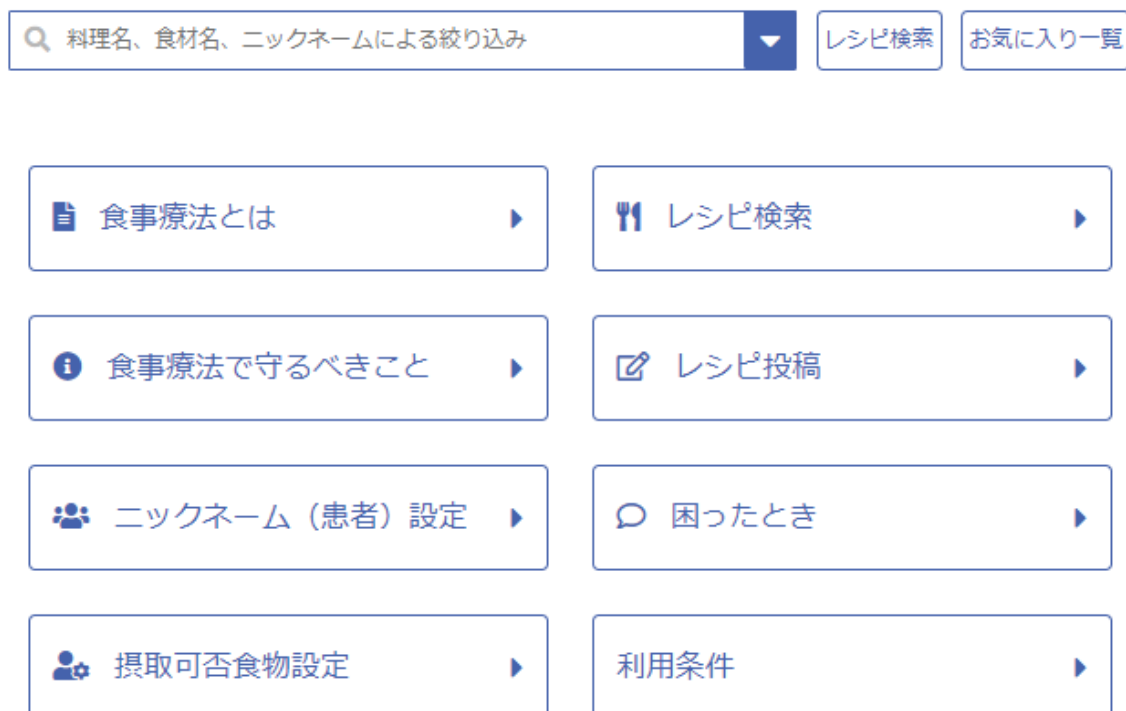 料理名、食材名、ニックネームによる絞り込み
レシピ検索
お気に入り一覧
食事療法とは
レシピ検索
食事療法で守るべきこと
レシピ投稿
ニックネーム（患者）設定
困ったとき
摂取可否食物設定
利用条件